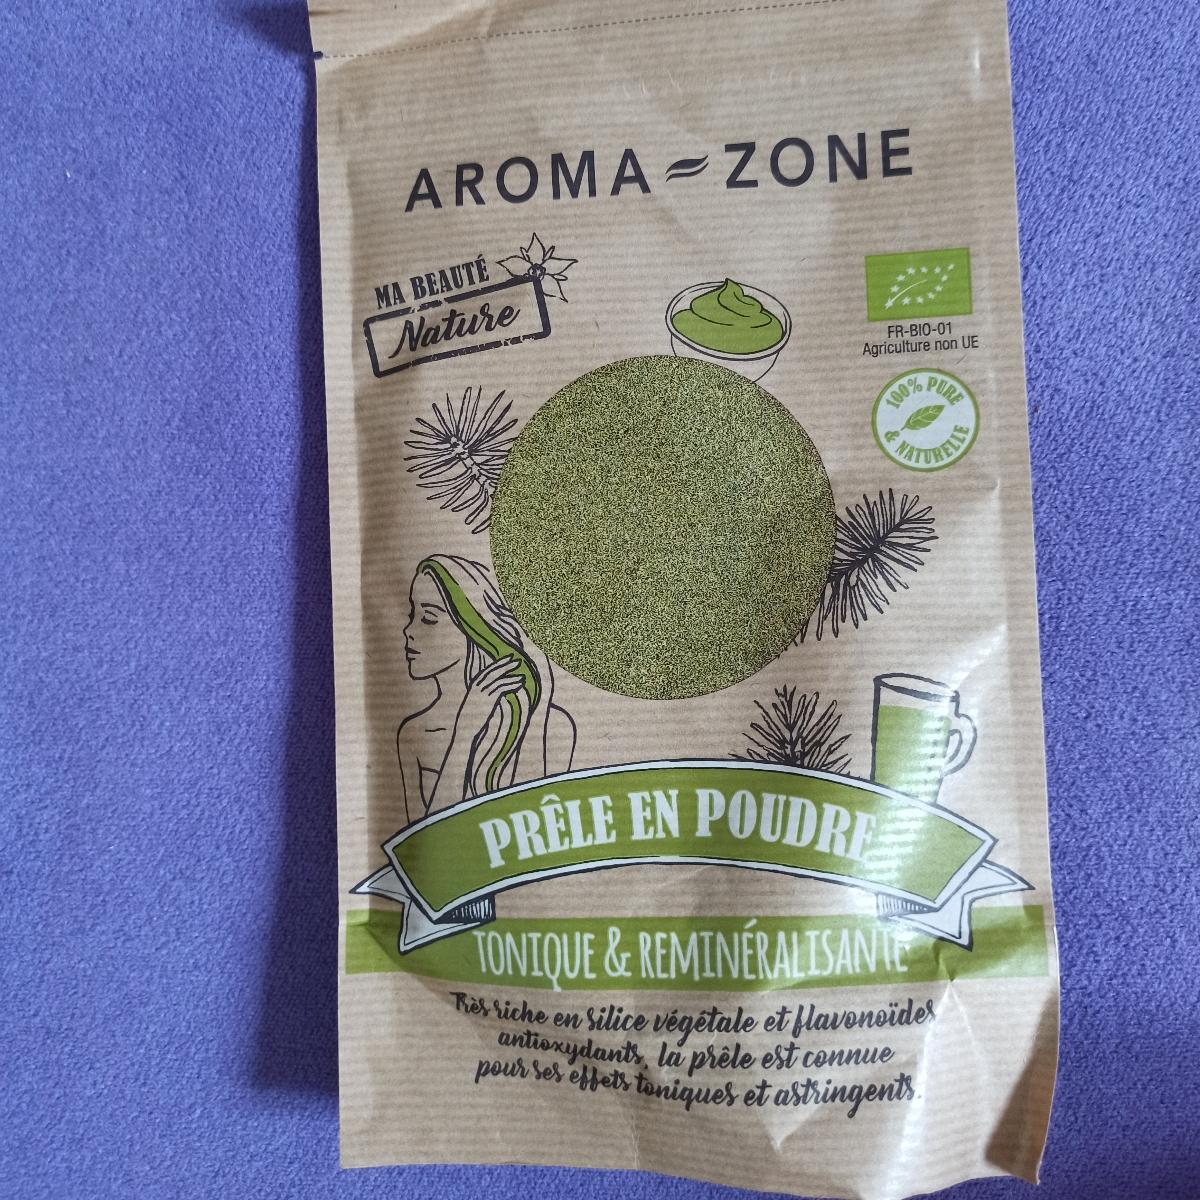 AROMA ZONE
MA BEAUTÉ
Nature
FR-BIO-01
Agriculture non UE
100% PURE
& NATURELLE
PRÊLE EN POUDRE
TONIQUE & REMINÉRALISANTE
Très riche en silice végétale et flavonoïdes
antioxydants, la prêle est connue
pour ses effets toniques et astringents.